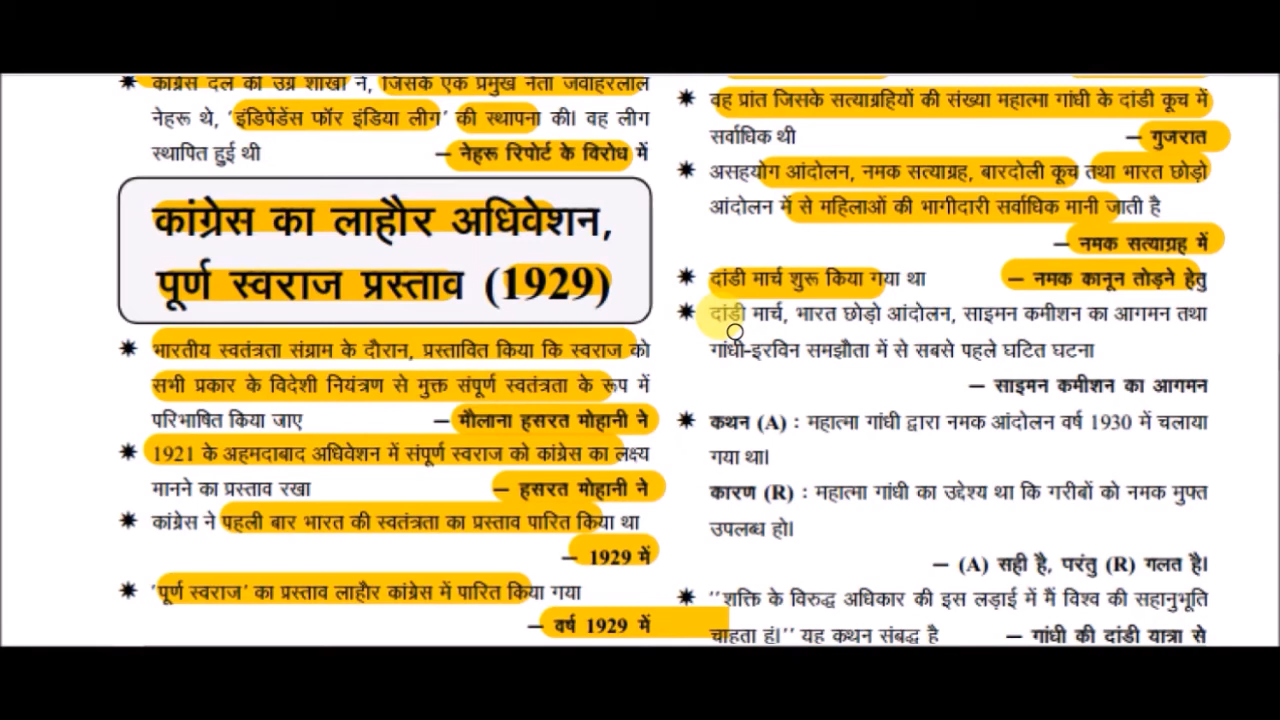 ✷ कांग्रेस दल की उग्र शाखा ने, जिसके एक प्रमुख नेता जवाहरलाल
नेहरू थे, 'इंडिपेंडेंस फॉर इंडिया लीग' की स्थापना की। वह लीग
स्थापित हुई थी – नेहरू रिपोर्ट के विरोध में
कांग्रेस का लाहौर अधिवेशन,
पूर्ण स्वराज प्रस्ताव (1929)
✷ भारतीय स्वतंत्रता संग्राम के दौरान, प्रस्तावित किया कि स्वराज को
सभी प्रकार के विदेशी नियंत्रण से मुक्त संपूर्ण स्वतंत्रता के रूप में
परिभाषित किया जाए – मौलाना हसरत मोहानी ने
✷ 1921 के अहमदाबाद अधिवेशन में संपूर्ण स्वराज को कांग्रेस का लक्ष्य
मानने का प्रस्ताव रखा – हसरत मोहानी ने
✷ कांग्रेस ने पहली बार भारत की स्वतंत्रता का प्रस्ताव पारित किया था
– 1929 में
✷ 'पूर्ण स्वराज' का प्रस्ताव लाहौर कांग्रेस में पारित किया गया
– वर्ष 1929 में
✷ वह प्रांत जिसके सत्याग्रहियों की संख्या महात्मा गांधी के दांडी कूच में
सर्वाधिक थी – गुजरात
✷ असहयोग आंदोलन, नमक सत्याग्रह, बारदोली कूच तथा भारत छोड़ो
आंदोलन में से महिलाओं की भागीदारी सर्वाधिक मानी जाती है
– नमक सत्याग्रह में
✷ दांडी मार्च शुरू किया गया था – नमक कानून तोड़ने हेतु
✷ दांडी मार्च, भारत छोड़ो आंदोलन, साइमन कमीशन का आगमन तथा
गांधी-इरविन समझौता में से सबसे पहले घटित घटना
– साइमन कमीशन का आगमन
✷ कथन (A) : महात्मा गांधी द्वारा नमक आंदोलन वर्ष 1930 में चलाया
गया था।
कारण (R) : महात्मा गांधी का उद्देश्य था कि गरीबों को नमक मुफ्त
उपलब्ध हो।
– (A) सही है, परंतु (R) गलत है।
✷ ''शक्ति के विरुद्ध अधिकार की इस लड़ाई में मैं विश्व की सहानुभूति
चाहता हूं।'' यह कथन संबद्ध है – गांधी की दांडी यात्रा से